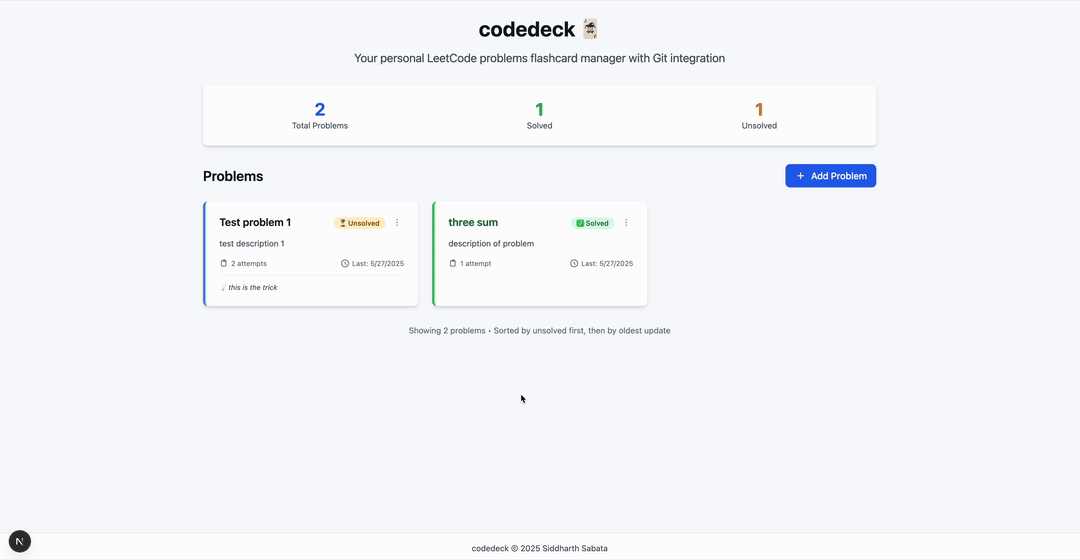 codedeck
Your personal LeetCode problems flashcard manager with Git integration
2 1 1
Total Problems Solved Unsolved
Problems + Add Problem
Test problem 1 Unsolved three sum Solved
test description 1 description of problem
2 attempts Last: 5/27/2025 1 attempt Last: 5/27/2025
this is the trick
Showing 2 problems • Sorted by unsolved first, then by oldest update
N
codedeck © 2025 Siddharth Sabata